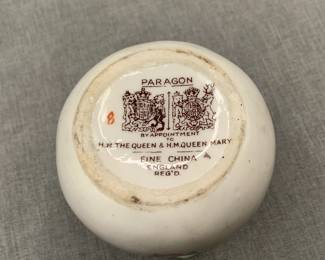 PARAGON
8
BY APPOINTMENT
TO
H.M. THE QUEEN & H.M. QUEEN MARY
FINE CHINA
ENGLAND
REG'D.